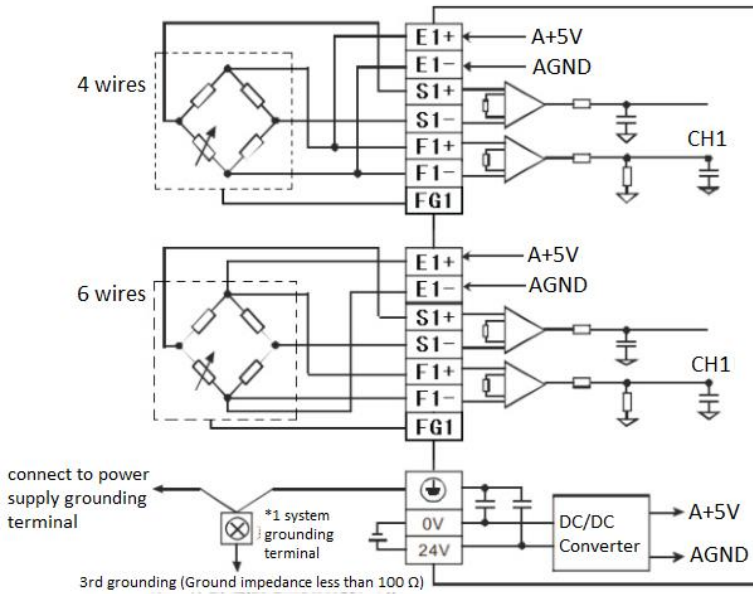 4 wires
E1+
E1-
S1+
S1-
F1+
F1-
FG1
A+5V
AGND
CH1
6 wires
E1+
E1-
S1+
S1-
F1+
F1-
FG1
A+5V
AGND
CH1
connect to power
supply grounding
terminal
*1 system
grounding
terminal
3rd grounding (Ground impedance less than 100 Ω)
0V
24V
DC/DC
Converter
A+5V
AGND